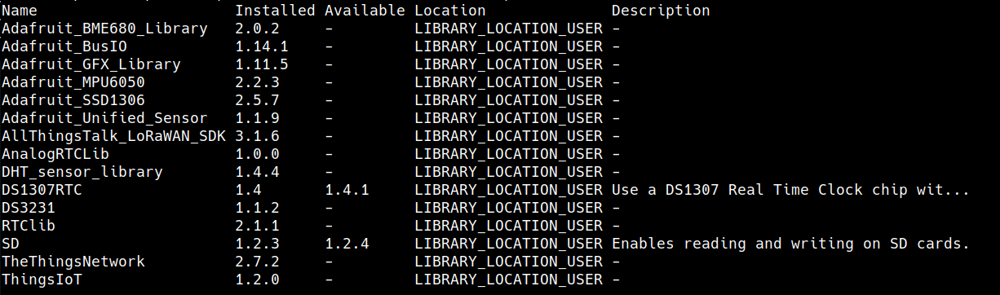 Name Installed Available Location Description
Adafruit_BME680_Library 2.0.2 - LIBRARY_LOCATION_USER -
Adafruit_BusIO 1.14.1 - LIBRARY_LOCATION_USER -
Adafruit_GFX_Library 1.11.5 - LIBRARY_LOCATION_USER -
Adafruit_MPU6050 2.2.3 - LIBRARY_LOCATION_USER -
Adafruit_SSD1306 2.5.7 - LIBRARY_LOCATION_USER -
Adafruit_Unified_Sensor 1.1.9 - LIBRARY_LOCATION_USER -
AllThingsTalk_LoRaWAN_SDK 3.1.6 - LIBRARY_LOCATION_USER -
AnalogRTCLib 1.0.0 - LIBRARY_LOCATION_USER -
DHT_sensor_library 1.4.4 - LIBRARY_LOCATION_USER -
DS1307RTC 1.4 1.4.1 LIBRARY_LOCATION_USER Use a DS1307 Real Time Clock chip wit...
DS3231 1.1.2 - LIBRARY_LOCATION_USER -
RTClib 2.1.1 - LIBRARY_LOCATION_USER -
SD 1.2.3 1.2.4 LIBRARY_LOCATION_USER Enables reading and writing on SD cards.
TheThingsNetwork 2.7.2 - LIBRARY_LOCATION_USER -
ThingsIoT 1.2.0 - LIBRARY_LOCATION_USER -